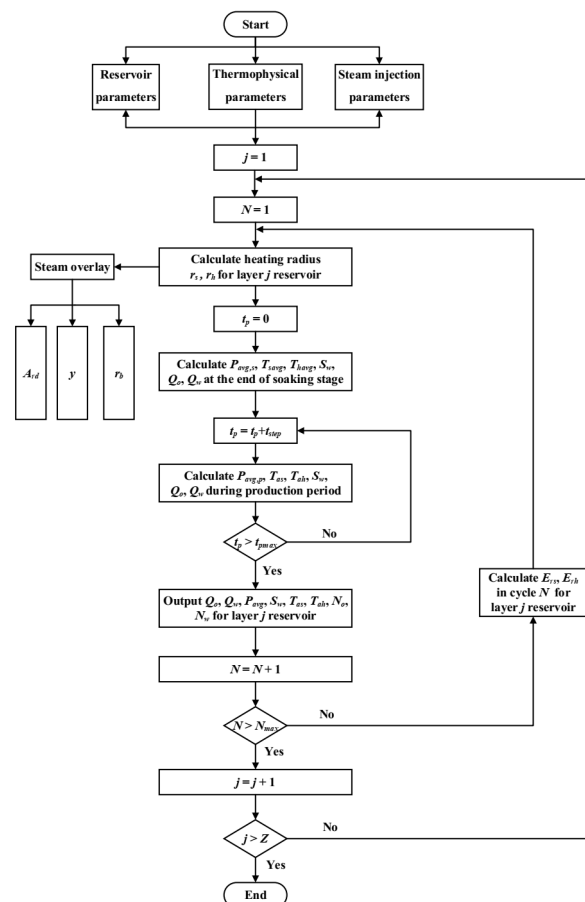 Start
Reservoir
parameters
Thermophysical
parameters
Steam injection
parameters
j = 1
N = 1
Calculate heating radius
rs , rh for layer j reservoir
Steam overlay
Ard
y
rb
tp = 0
Calculate Pavg,s, Tsavg, Thavg, Sw,
Qo, Qw at the end of soaking stage
tp = tp+tstep
Calculate Pavg,p, Tas, Tah, Sw,
Qo, Qw during production period
tp > tpmax
No
Yes
Output Qo, Qw, Pavg, Sw, Tas, Tah, No,
Nw for layer j reservoir
Calculate Ers, Erh
in cycle N for
layer j reservoir
N = N + 1
N > Nmax
No
Yes
j = j + 1
j > Z
No
Yes
End